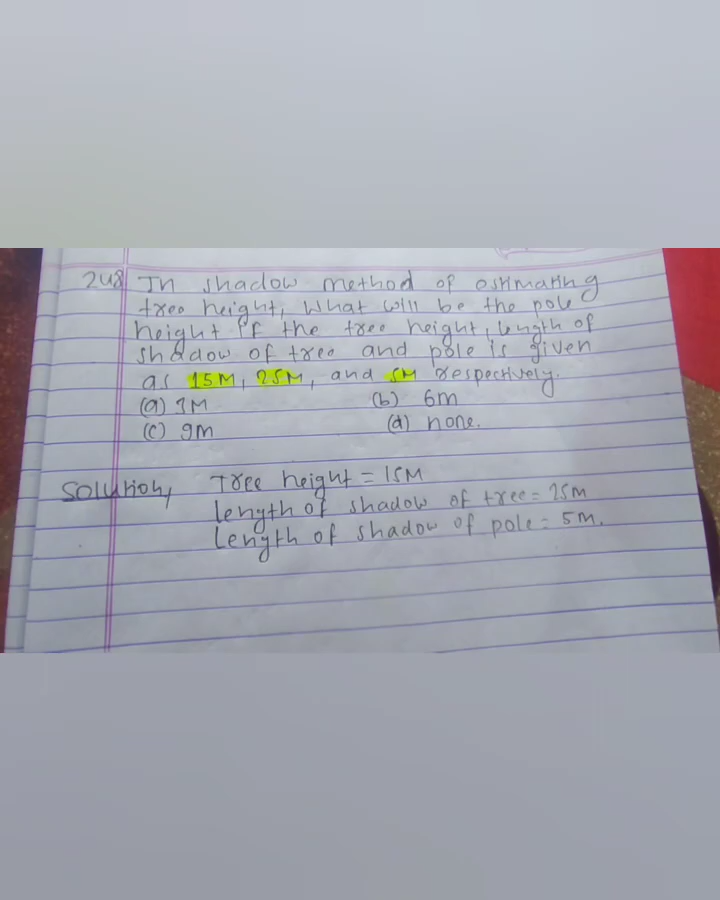 248 In shadow method of estimating
tree height, what will be the pole
height if the tree height, length of
shadow of tree and pole is given
as 15M, 25M, and 5M respectively.
(a) 3M (b) 6m
(c) 9m (d) none.
Solution, Tree height = 15M
length of shadow of tree = 25m
Length of shadow of pole = 5m.